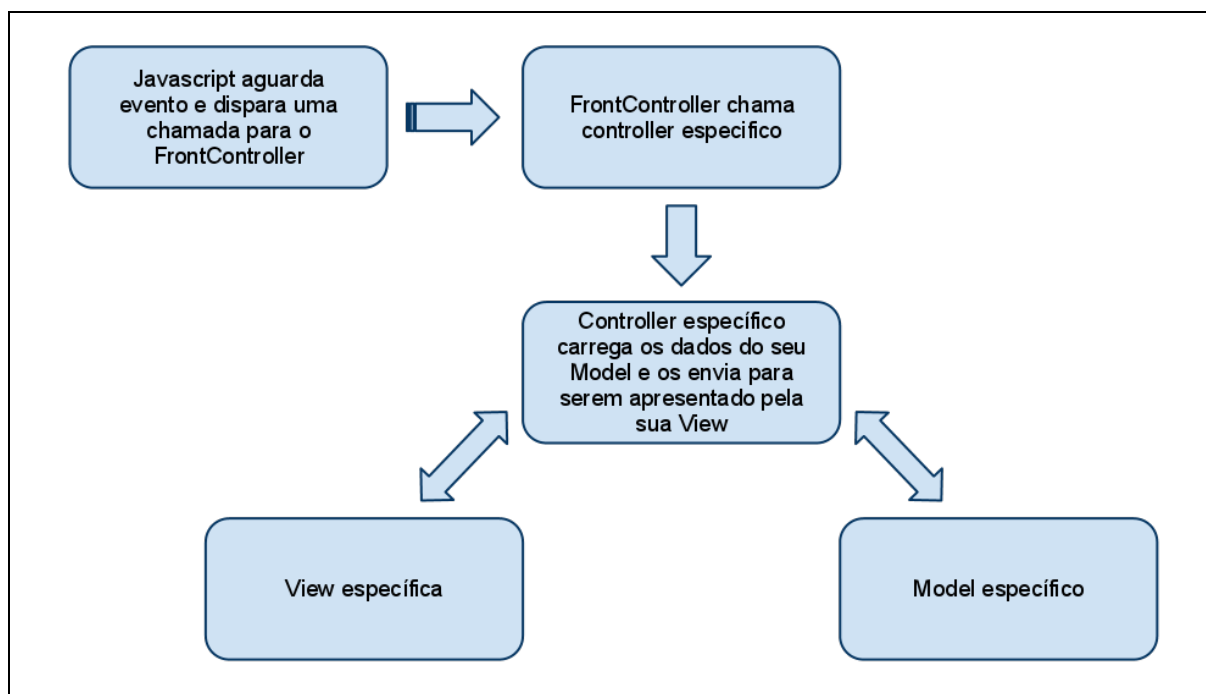 Javascript aguarda
evento e dispara uma
chamada para o
FrontController
FrontController chama
controller especifico
Controller específico
carrega os dados do seu
Model e os envia para
serem apresentado pela
sua View
View específica
Model específico